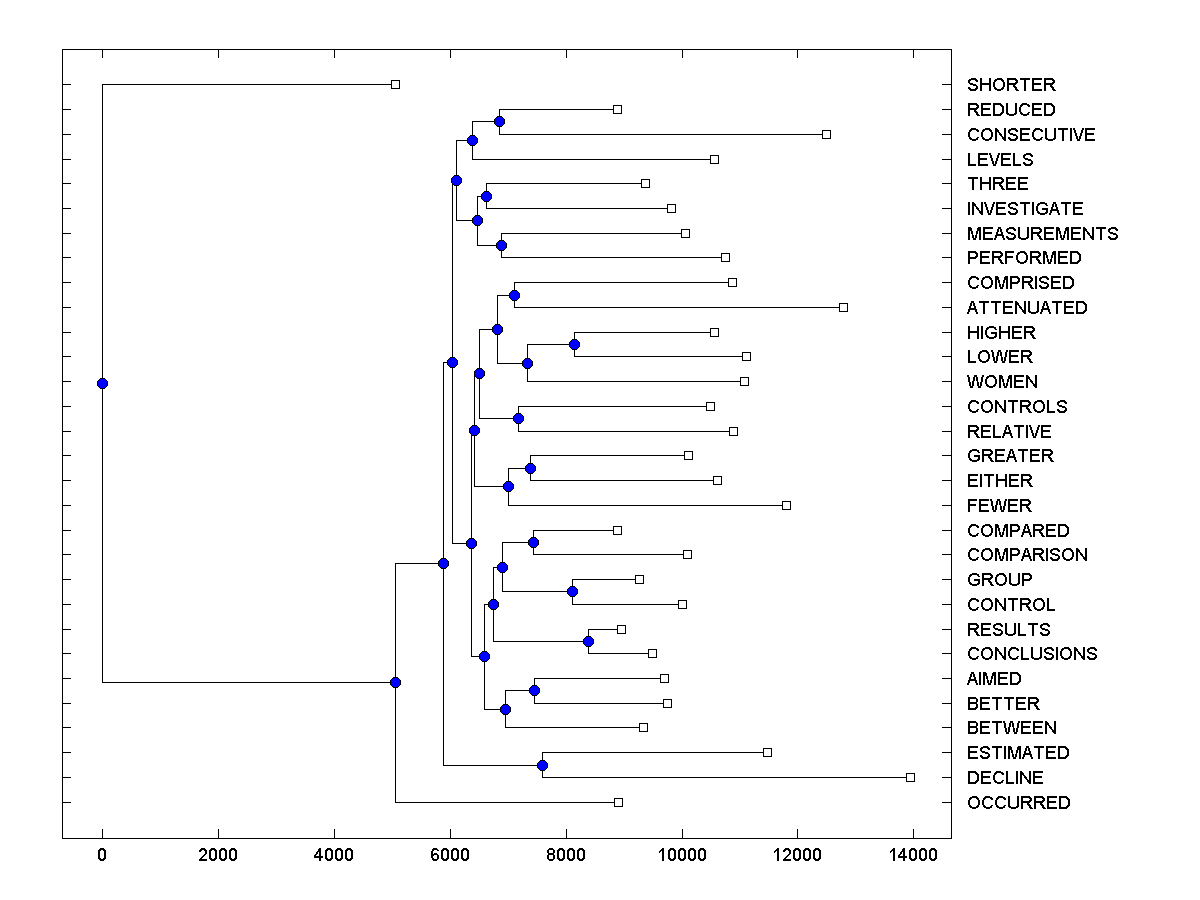 SHORTER
REDUCED
CONSECUTIVE
LEVELS
THREE
INVESTIGATE
MEASUREMENTS
PERFORMED
COMPRISED
ATTENUATED
HIGHER
LOWER
WOMEN
CONTROLS
RELATIVE
GREATER
EITHER
FEWER
COMPARED
COMPARISON
GROUP
CONTROL
RESULTS
CONCLUSIONS
AIMED
BETTER
BETWEEN
ESTIMATED
DECLINE
OCCURRED
0 2000 4000 6000 8000 10000 12000 14000